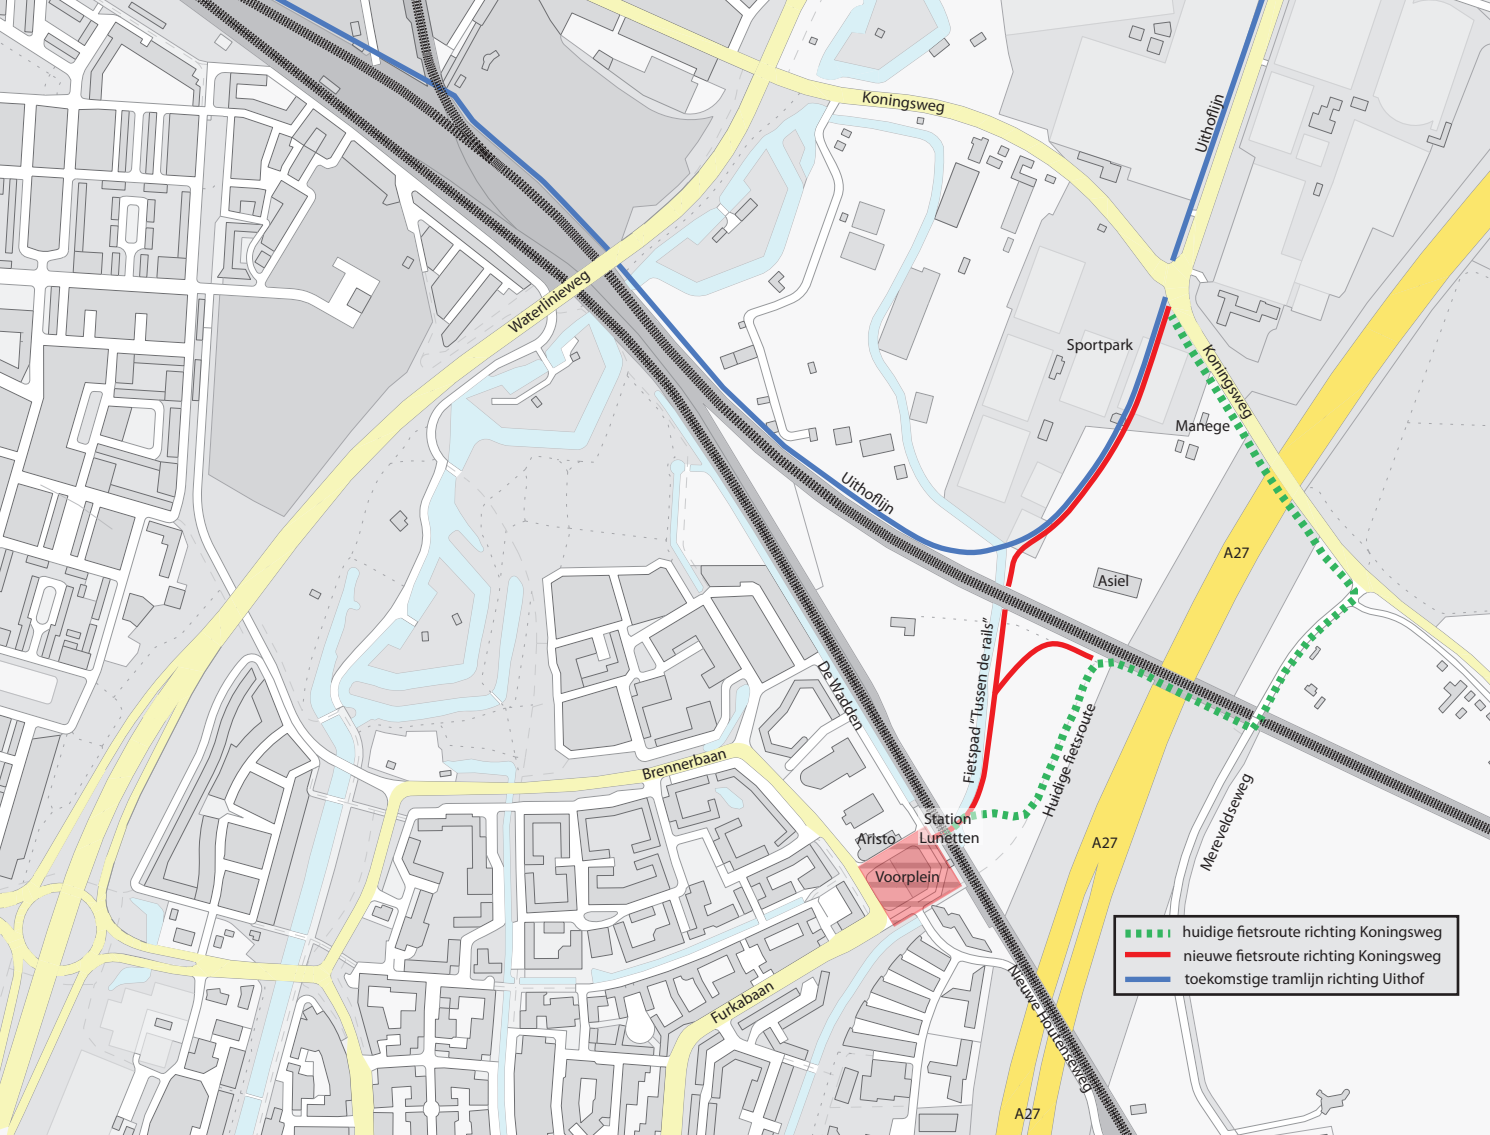 Koningsweg
Uithoflijn
Waterlinieweg
Sportpark
Koningsweg
Manege
Uithoflijn
A27
Asiel
Fietspad "Tussen de rails"
De Wadden
Huidige fietsroute
Brennerbaan
Mereveldseweg
Station
Lunetten
Aristo
A27
Voorplein
huidige fietsroute richting Koningsweg
nieuwe fietsroute richting Koningsweg
toekomstige tramlijn richting Uithof
Furkabaan
Nieuwe Houtenseweg
A27